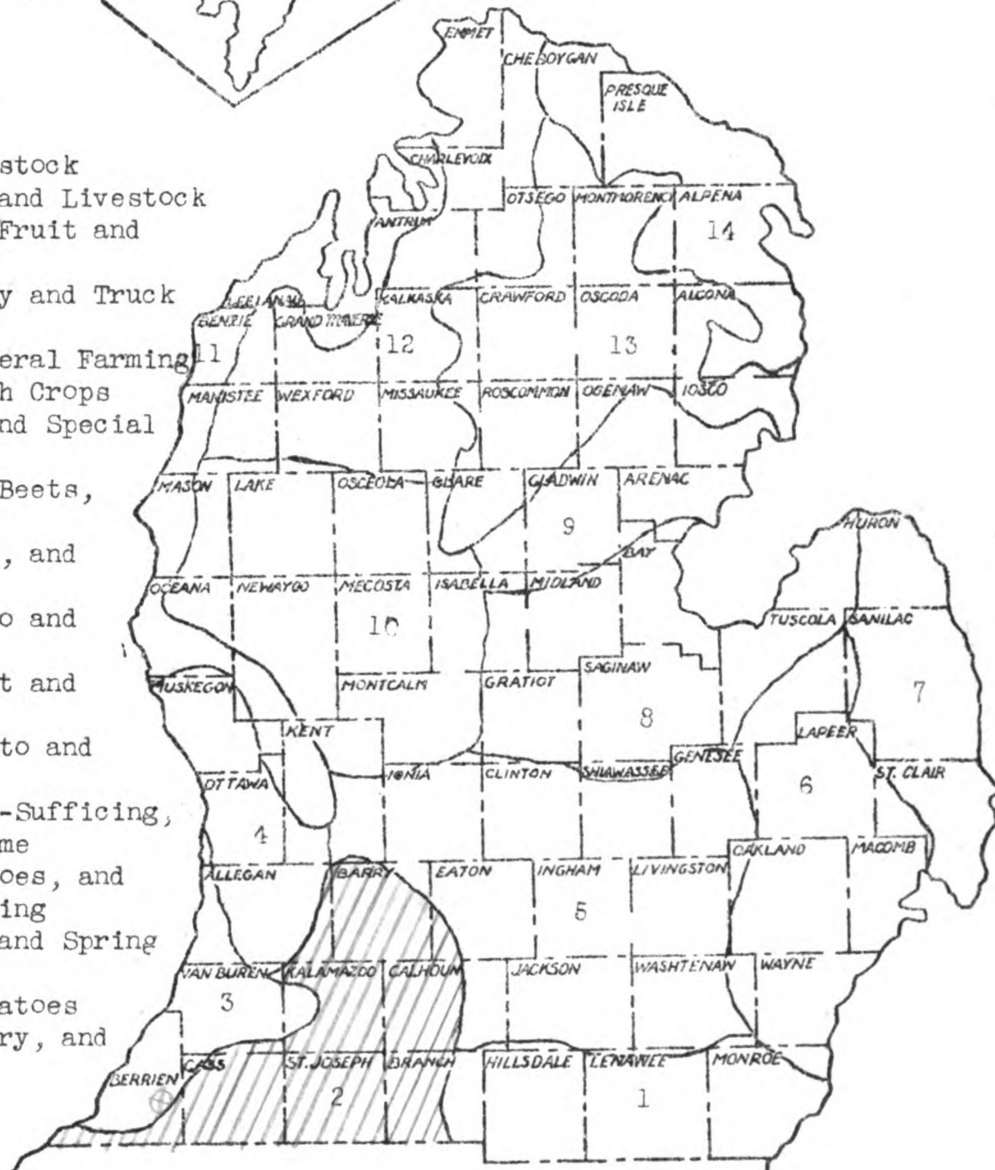 stock
and Livestock
Fruit and
y and Truck
eral Farming
h Crops
nd Special
Beets,
, and
o and
t and
to and
-Sufficing,
me
oes, and
ing
and Spring
atoes
ry, and
EMMET
CHEBOYGAN
PRESQUE
ISLE
CHARLEVOIX
OTSEGO
MONTMORENCY
ALPENA
ANTRIM
14
LEELANAU
KALKASKA
CRAWFORD
OSCODA
ALCONA
BENZIE
GRAND TRAVERSE
11
12
13
MANISTEE
WEXFORD
MISSAUKEE
ROSCOMMON
OGEMAW
IOSCO
MASON
LAKE
OSCEOLA
CLARE
GLADWIN
ARENAC
9
HURON
BAY
OCEANA
NEWAYGO
MECOSTA
ISABELLA
MIDLAND
10
TUSCOLA
SANILAC
MUSKEGON
MONTCALM
GRATIOT
SAGINAW
7
8
KENT
LAPEER
OTTAWA
IONIA
CLINTON
SHIAWASSEE
GENESEE
ST. CLAIR
6
4
OAKLAND
MACOMB
ALLEGAN
BARRY
EATON
INGHAM
LIVINGSTON
5
VAN BUREN
KALAMAZOO
CALHOUN
JACKSON
WASHTENAW
WAYNE
3
BERRIEN
CASS
ST. JOSEPH
BRANCH
HILLSDALE
LENAWEE
MONROE
2
1